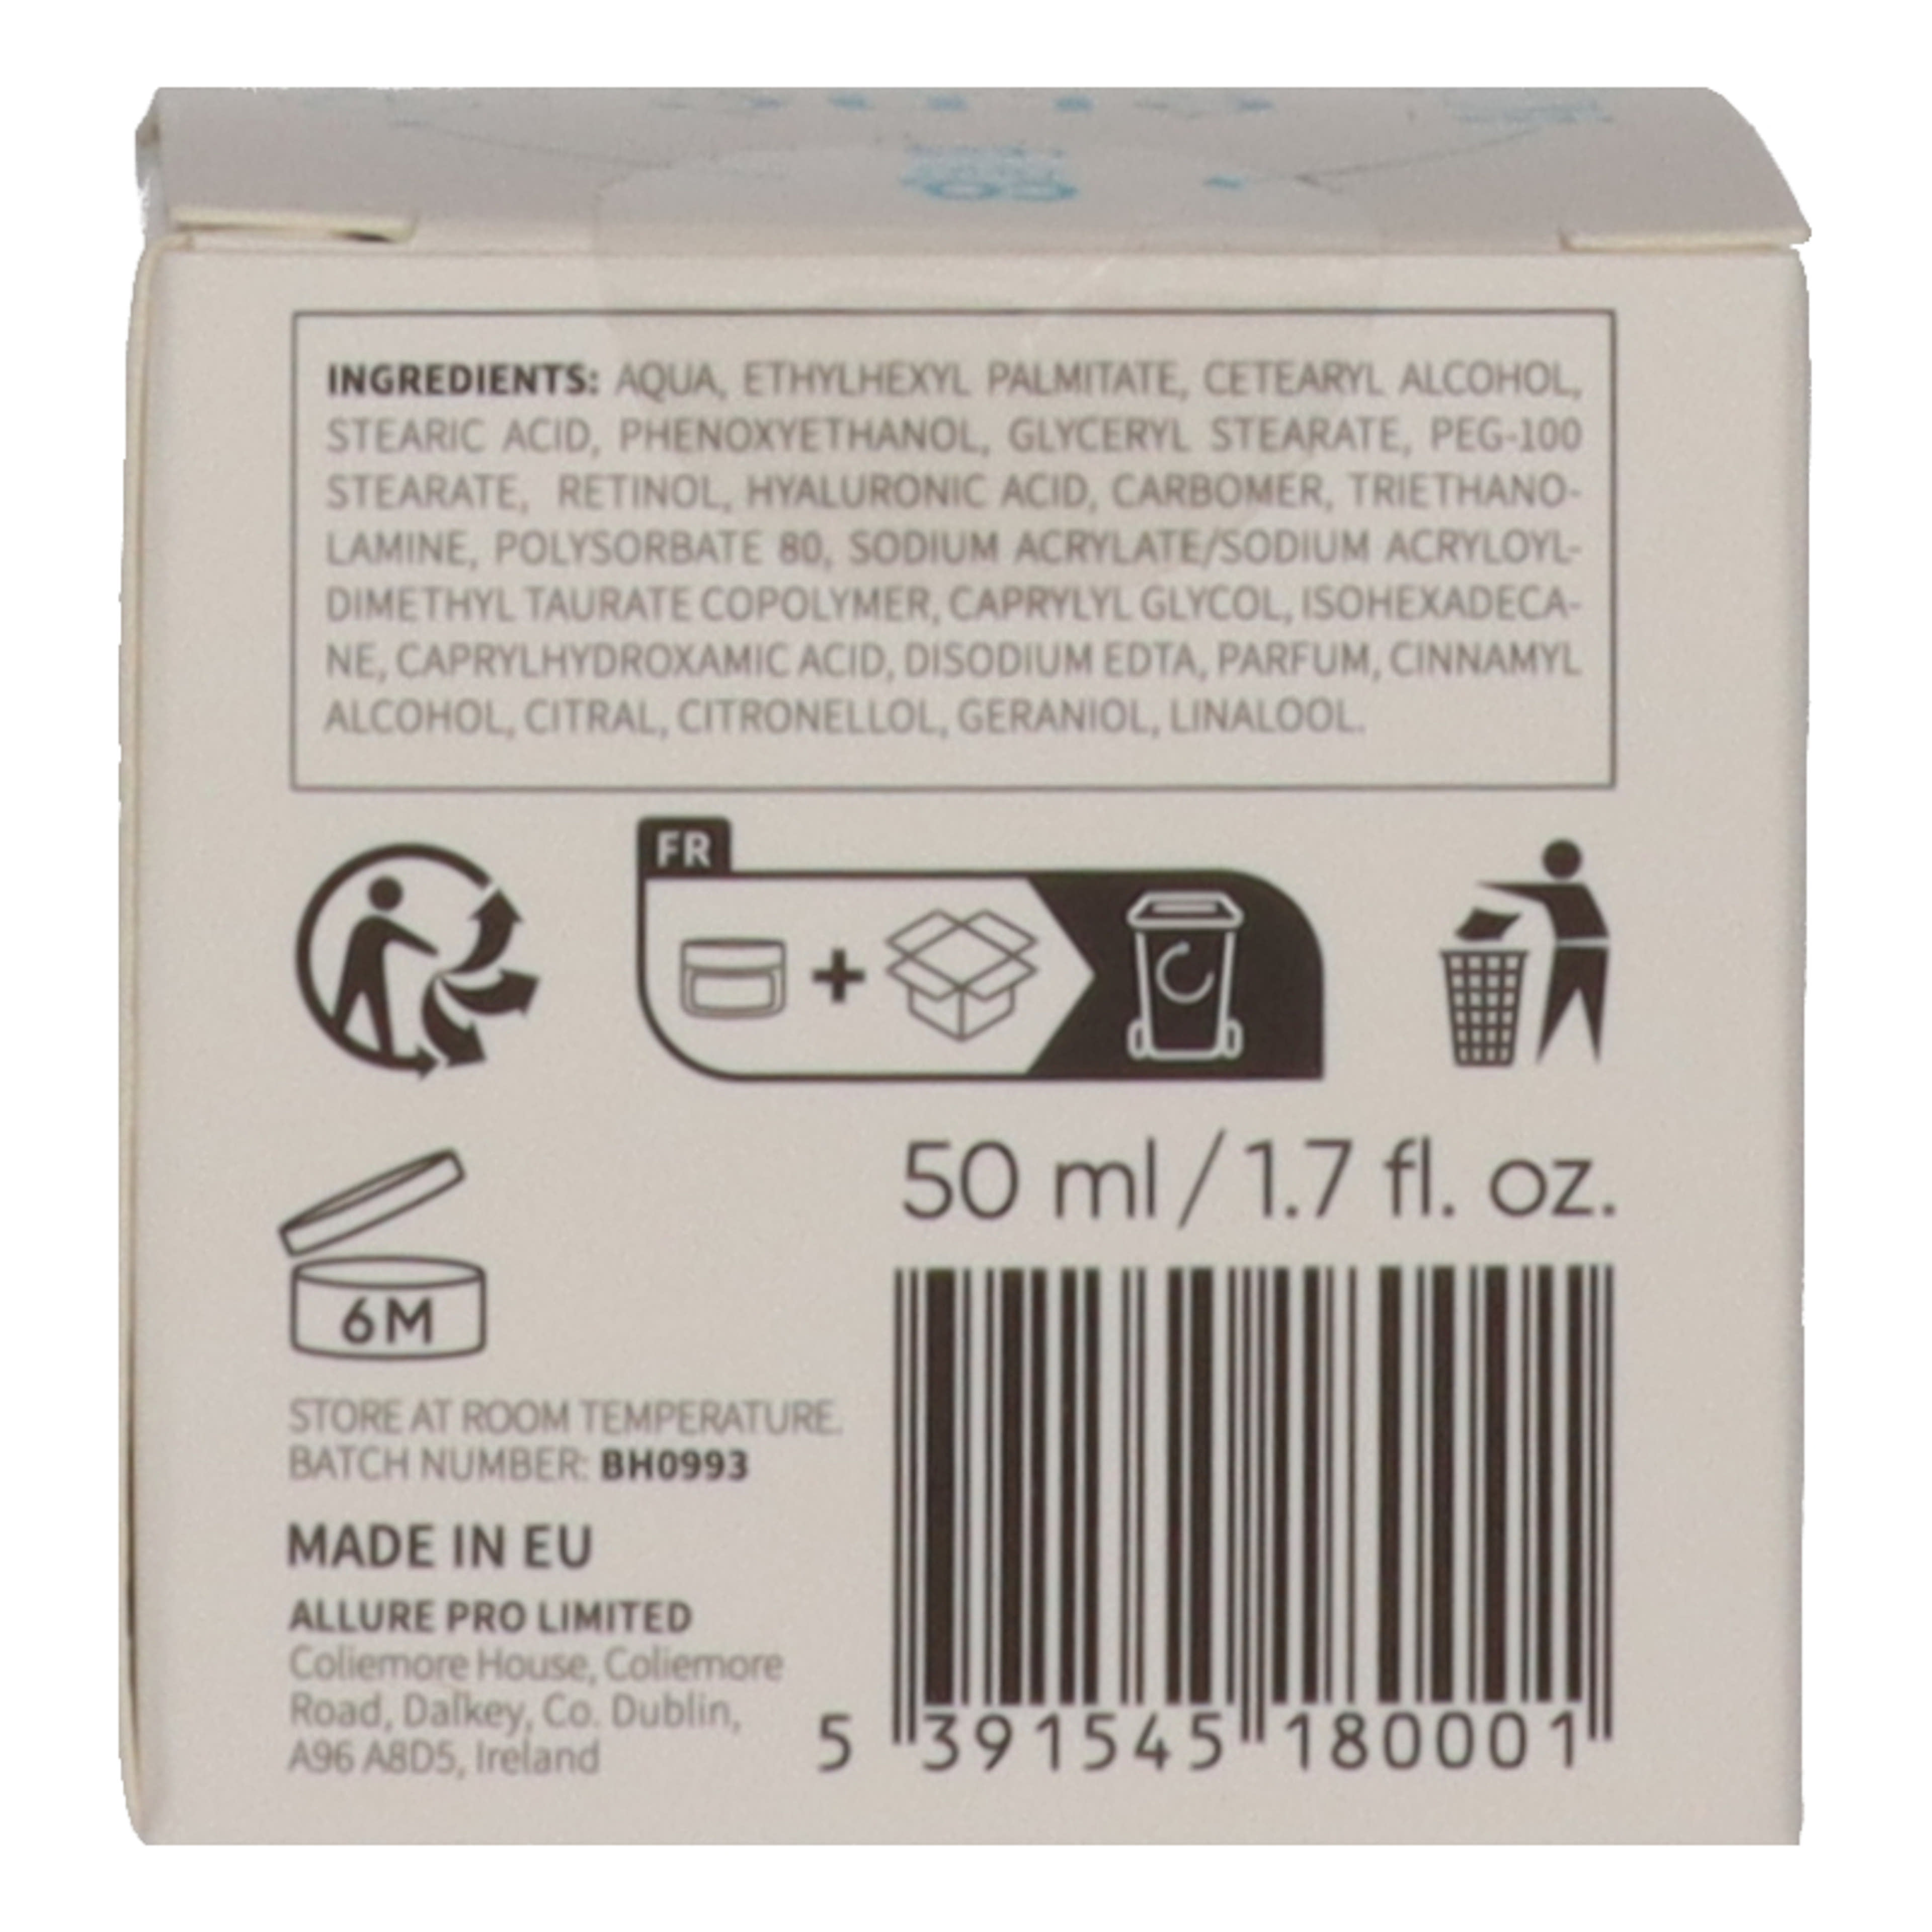 INGREDIENTS: AQUA, ETHYLHEXYL PALMITATE, CETEARYL ALCOHOL,
STEARIC ACID, PHENOXYETHANOL, GLYCERYL STEARATE, PEG-100
STEARATE, RETINOL, HYALURONIC ACID, CARBOMER, TRIETHANO-
LAMINE, POLYSORBATE 80, SODIUM ACRYLATE/SODIUM ACRYLOYL-
DIMETHYL TAURATE COPOLYMER, CAPRYLYL GLYCOL, ISOHEXADECA-
NE, CAPRYLHYDROXAMIC ACID, DISODIUM EDTA, PARFUM, CINNAMYL
ALCOHOL, CITRAL, CITRONELLOL, GERANIOL, LINALOOL.
FR
50 ml / 1.7 fl. oz.
6M
STORE AT ROOM TEMPERATURE.
BATCH NUMBER: BH0993
MADE IN EU
ALLURE PRO LIMITED
Coliemore House, Coliemore
Road, Dalkey, Co. Dublin,
A96 A8D5, Ireland
5 391545 180001